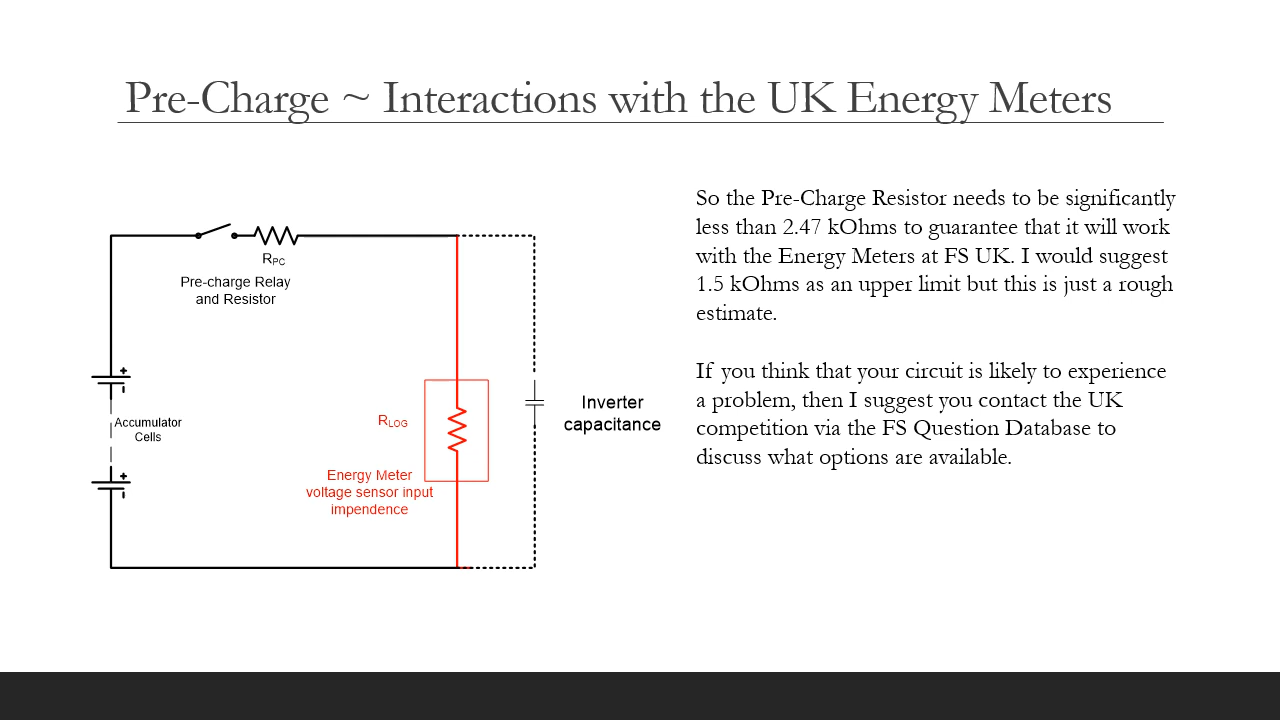 Pre-Charge ~ Interactions with the UK Energy Meters
So the Pre-Charge Resistor needs to be significantly
less than 2.47 kOhms to guarantee that it will work
with the Energy Meters at FS UK. I would suggest
1.5 kOhms as an upper limit but this is just a rough
estimate.
If you think that your circuit is likely to experience
a problem, then I suggest you contact the UK
competition via the FS Question Database to
discuss what options are available.
RPC
Pre-charge Relay
and Resistor
Accumulator
Cells
RLOG
Energy Meter
voltage sensor input
impendence
Inverter
capacitance